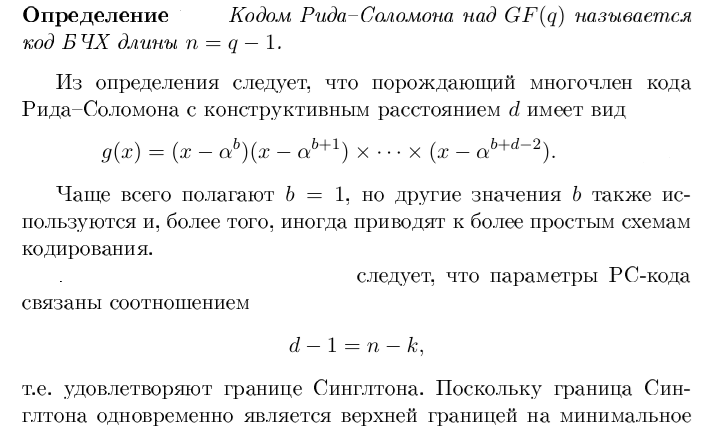 Определение Кодом Рида–Соломона над GF(q) называется
код БЧХ длины n = q − 1.
Из определения следует, что порождающий многочлен кода
Рида–Соломона с конструктивным расстоянием d имеет вид
g(x) = (x − α^b)(x − α^{b+1}) × ··· × (x − α^{b+d−2}).
Чаще всего полагают b = 1, но другие значения b также ис-
пользуются и, более того, иногда приводят к более простым схемам
кодирования.
. следует, что параметры РС-кода
связаны соотношением
d − 1 = n − k,
т.е. удовлетворяют границе Синглтона. Поскольку граница Син-
глтона одновременно является верхней границей на минимальное